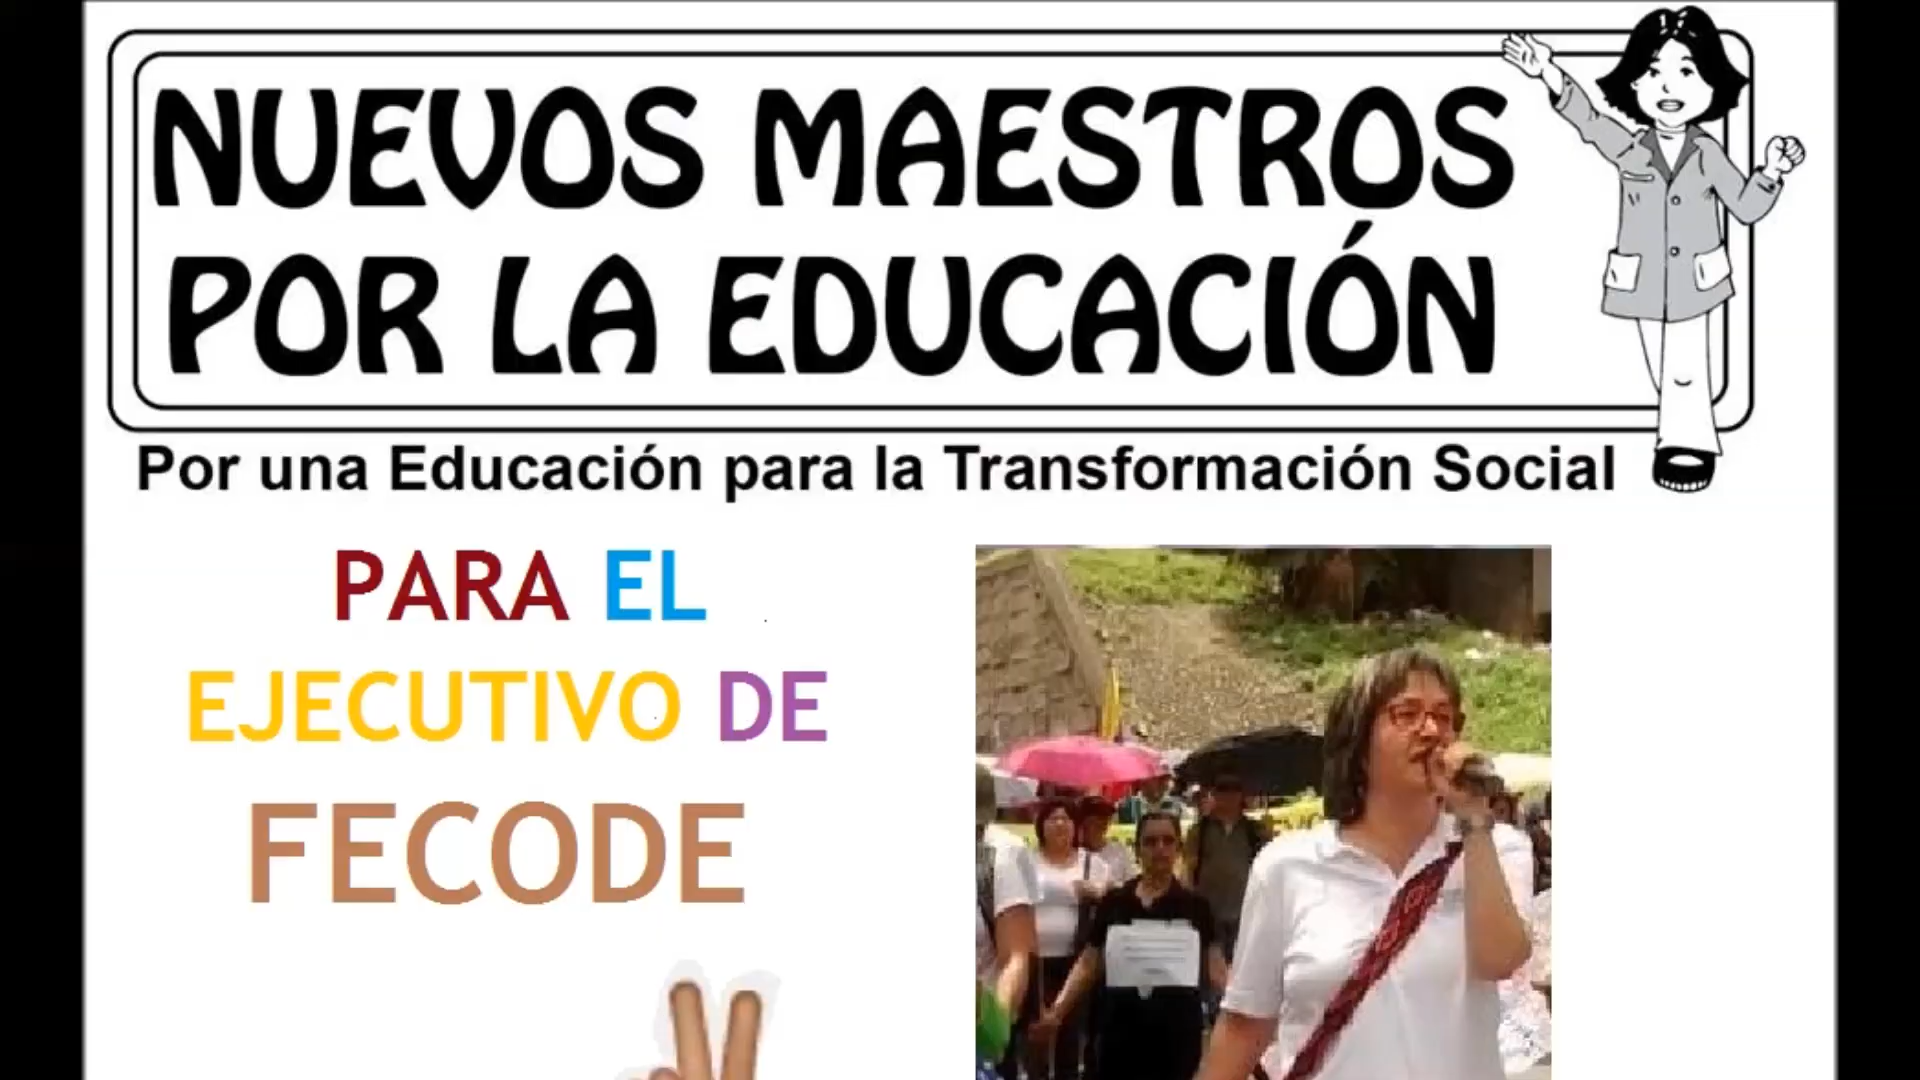 NUEVOS MAESTROS
POR LA EDUCACIÓN
Por una Educación para la Transformación Social
PARA EL
EJECUTIVO DE
FECODE